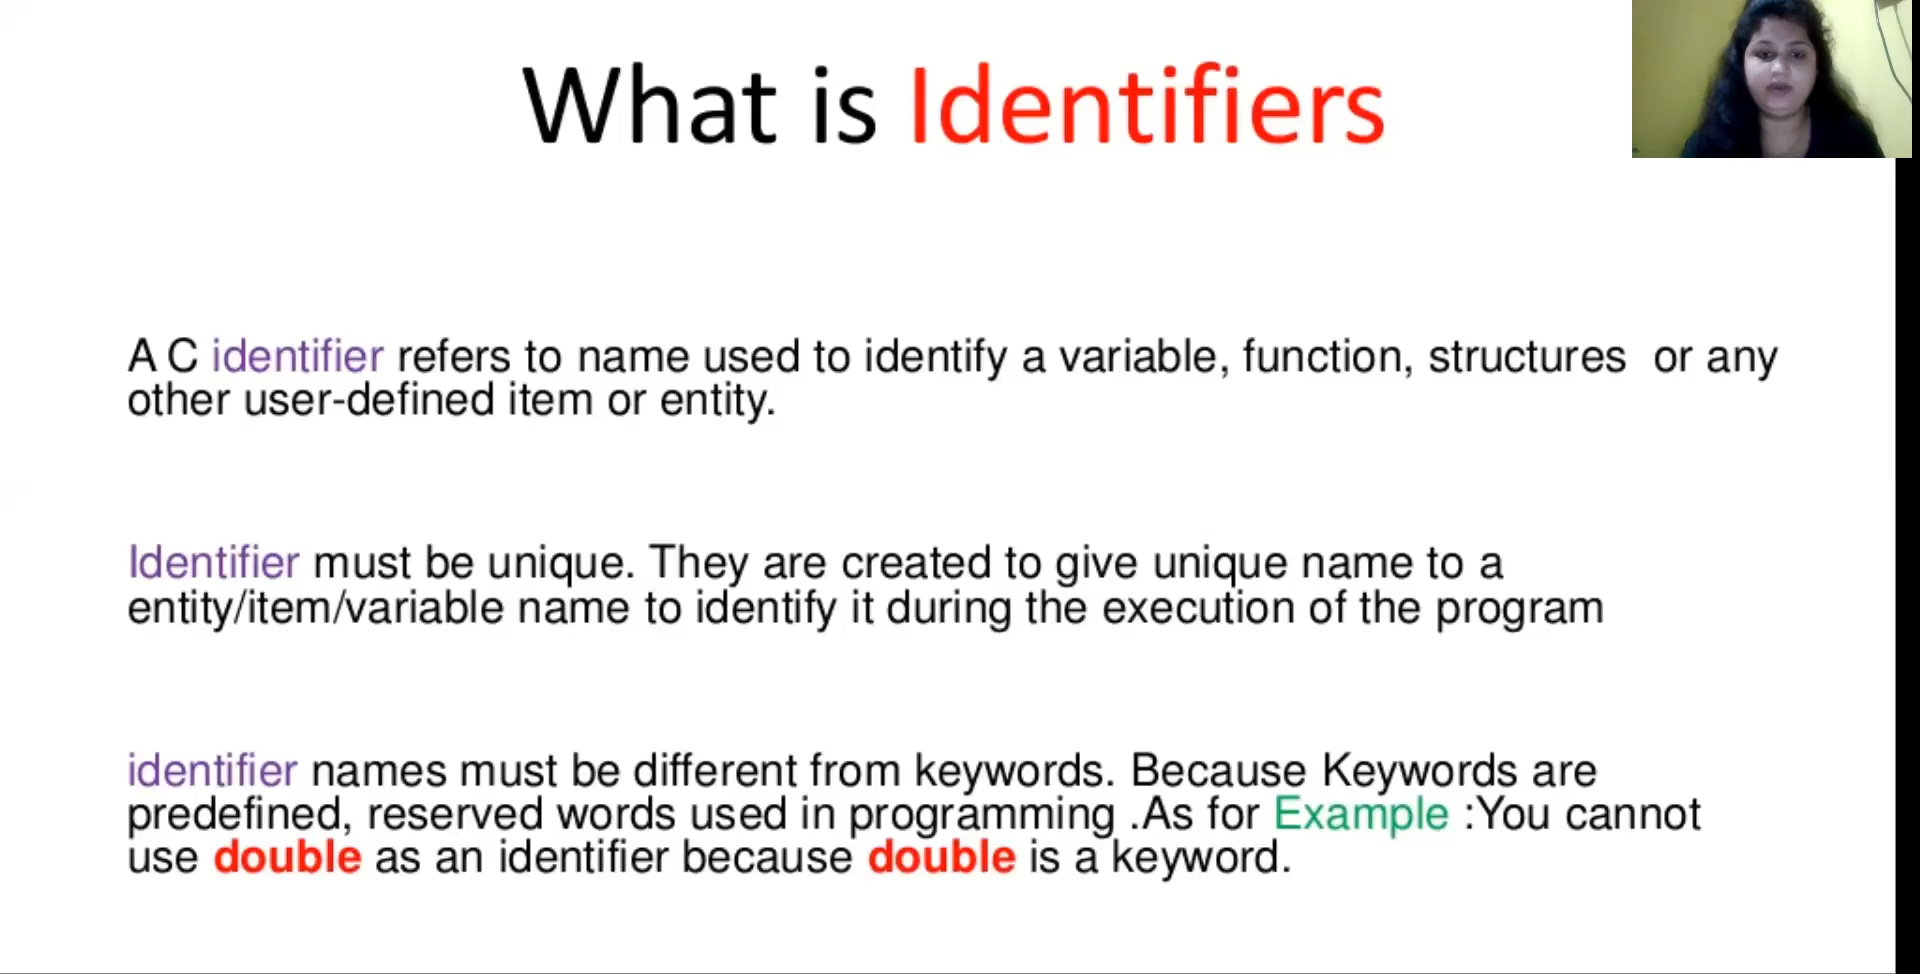 What is Identifiers
A C identifier refers to name used to identify a variable, function, structures  or any
other user-defined item or entity.
Identifier must be unique. They are created to give unique name to a
entity/item/variable name to identify it during the execution of the program
identifier names must be different from keywords. Because Keywords are
predefined, reserved words used in programming .As for Example :You cannot
use double as an identifier because double is a keyword.